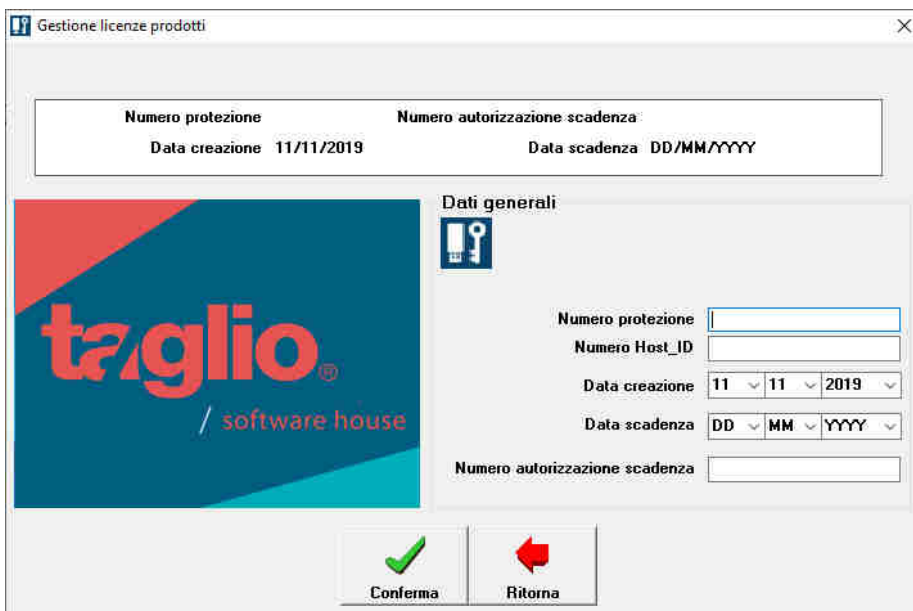 Gestione licenze prodotti
Numero protezione Numero autorizzazione scadenza
Data creazione 11/11/2019 Data scadenza DD/MM/YYYY
taglio®
/ software house
Dati generali
Numero protezione
Numero Host_ID
Data creazione 11 11 2019
Data scadenza DD MM YYYY
Numero autorizzazione scadenza
Conferma Ritorna